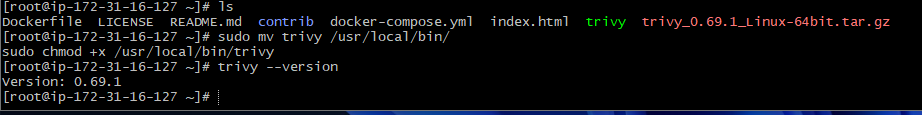 [root@ip-172-31-16-127 ~]# ls
Dockerfile LICENSE README.md contrib docker-compose.yml index.html trivy trivy_0.69.1_Linux-64bit.tar.gz
[root@ip-172-31-16-127 ~]# sudo mv trivy /usr/local/bin/
sudo chmod +x /usr/local/bin/trivy
[root@ip-172-31-16-127 ~]# trivy --version
Version: 0.69.1
[root@ip-172-31-16-127 ~]#